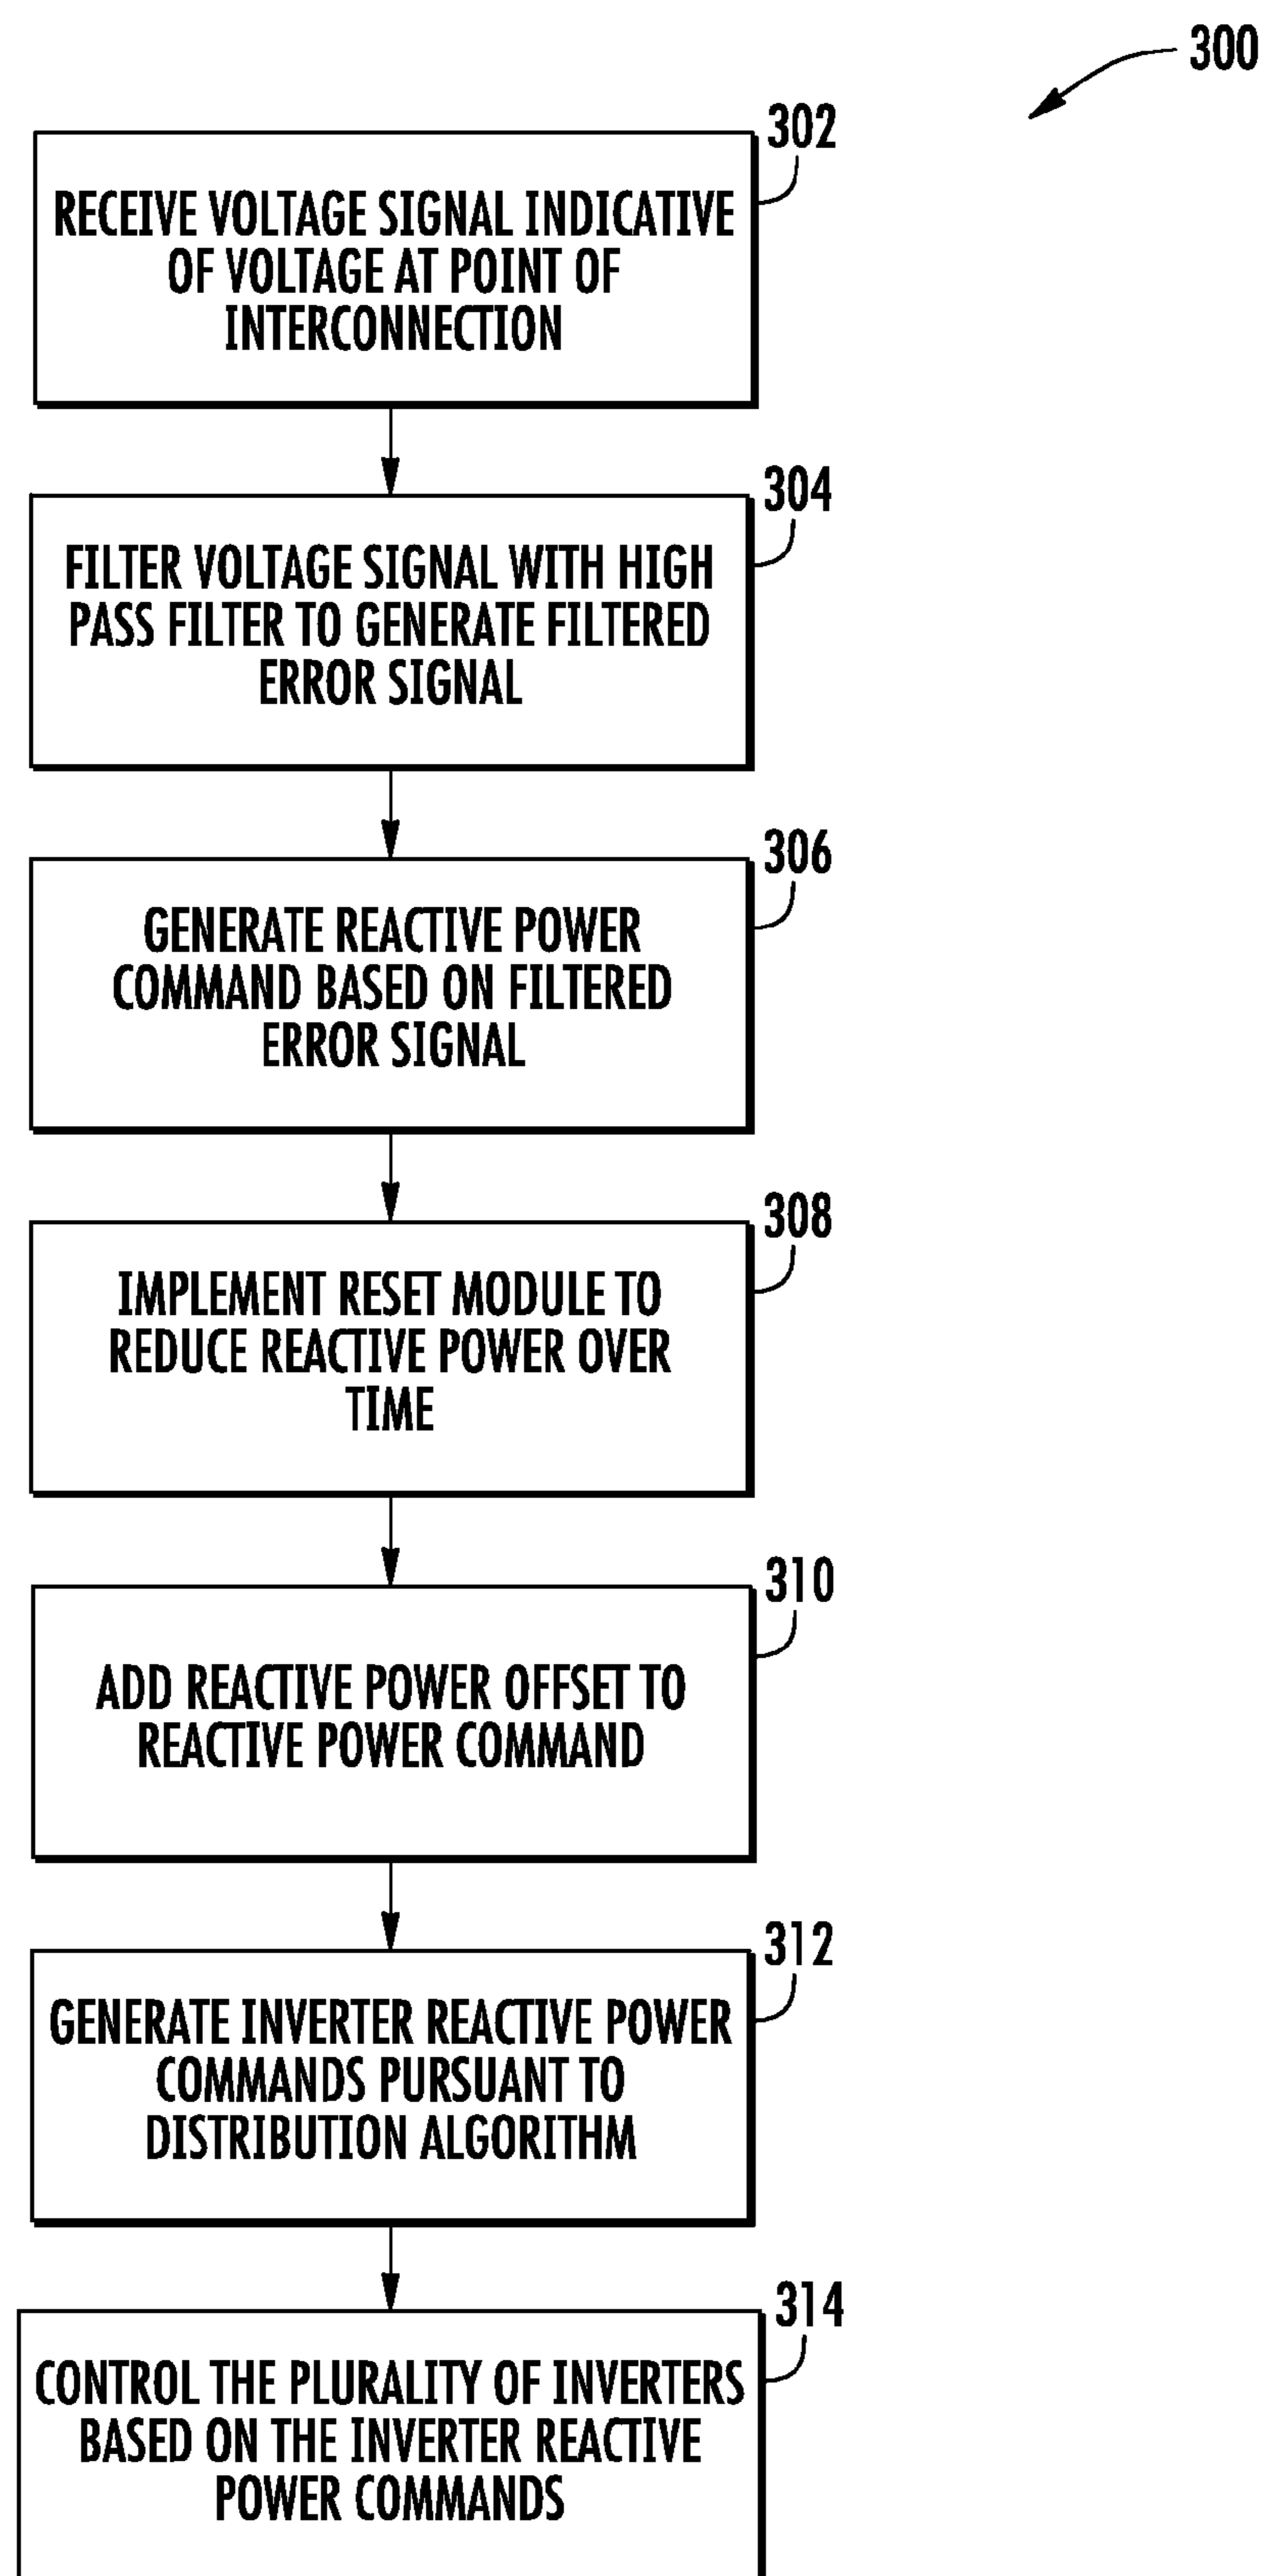 300
302
RECEIVE VOLTAGE SIGNAL INDICATIVE
OF VOLTAGE AT POINT OF
INTERCONNECTION
304
FILTER VOLTAGE SIGNAL WITH HIGH
PASS FILTER TO GENERATE FILTERED
ERROR SIGNAL
306
GENERATE REACTIVE POWER
COMMAND BASED ON FILTERED
ERROR SIGNAL
308
IMPLEMENT RESET MODULE TO
REDUCE REACTIVE POWER OVER
TIME
310
ADD REACTIVE POWER OFFSET TO
REACTIVE POWER COMMAND
312
GENERATE INVERTER REACTIVE POWER
COMMANDS PURSUANT TO
DISTRIBUTION ALGORITHM
314
CONTROL THE PLURALITY OF INVERTERS
BASED ON THE INVERTER REACTIVE
POWER COMMANDS